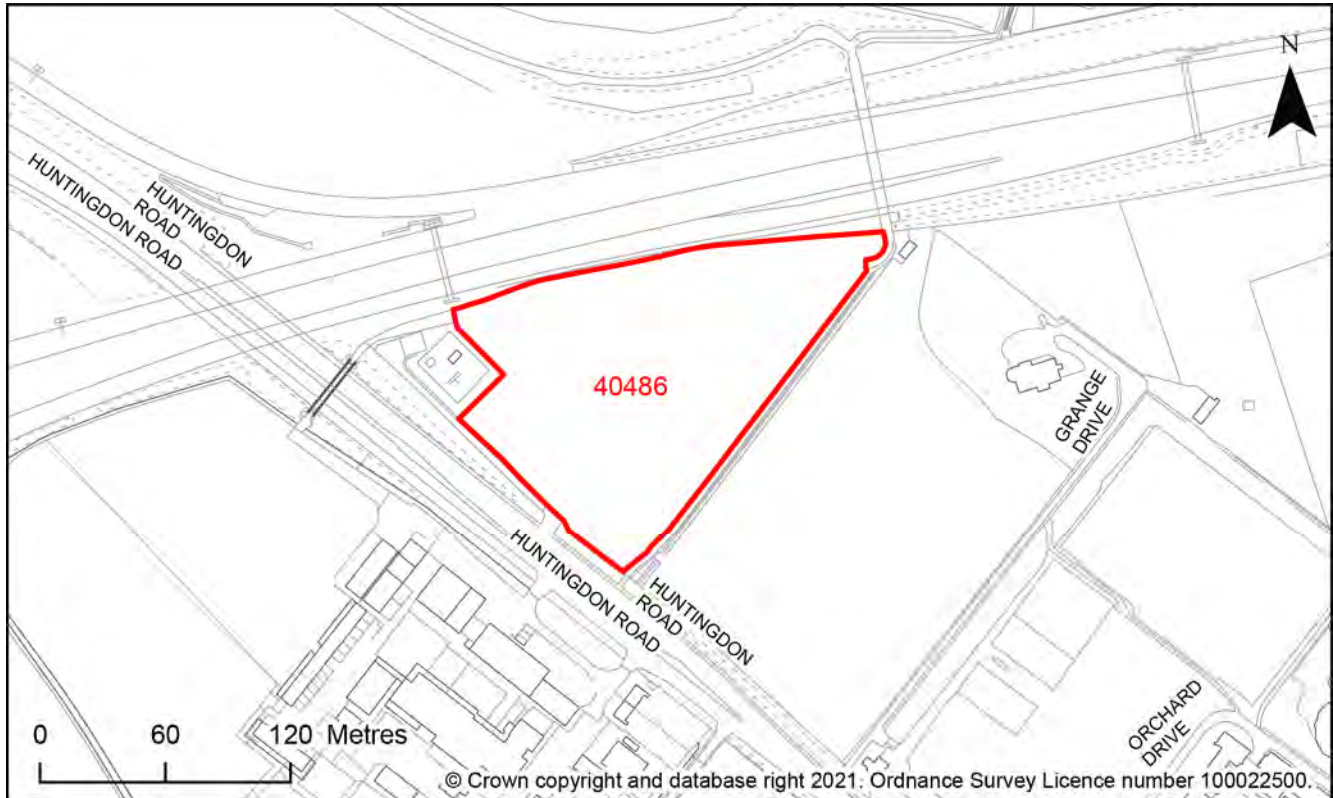 N
HUNTINGDON
ROAD
HUNTINGDON ROAD
40486
GRANGE
DRIVE
HUNTINGDON ROAD
HUNTINGDON
ROAD
ORCHARD
DRIVE
0 60 120 Metres
© Crown copyright and database right 2021. Ordnance Survey Licence number 100022500.